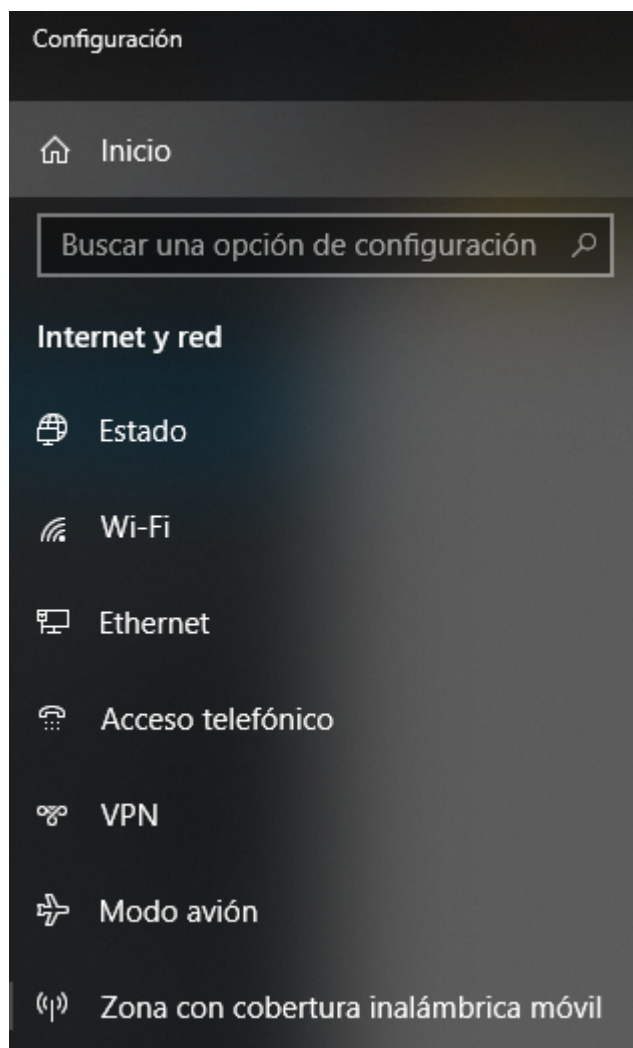 Configuración
Inicio
Buscar una opción de configuración
Internet y red
Estado
Wi-Fi
Ethernet
Acceso telefónico
VPN
Modo avión
Zona con cobertura inalámbrica móvil